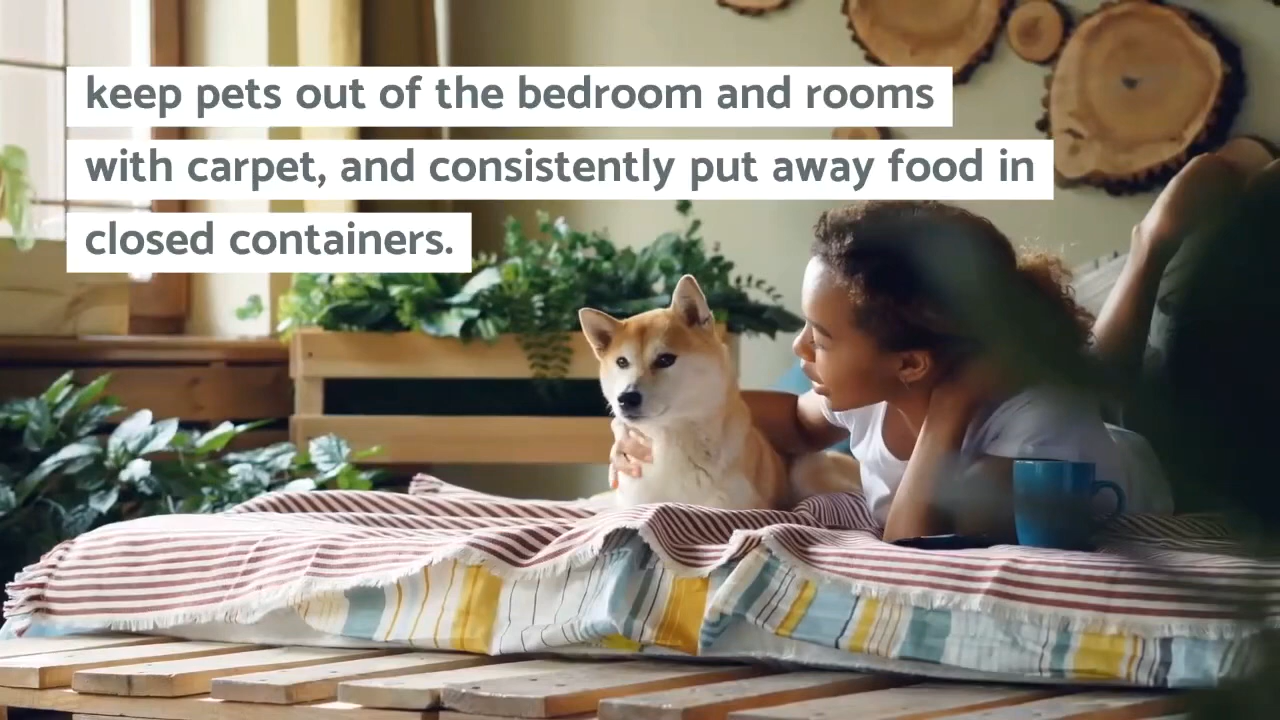 keep pets out of the bedroom and rooms
with carpet, and consistently put away food in
closed containers.